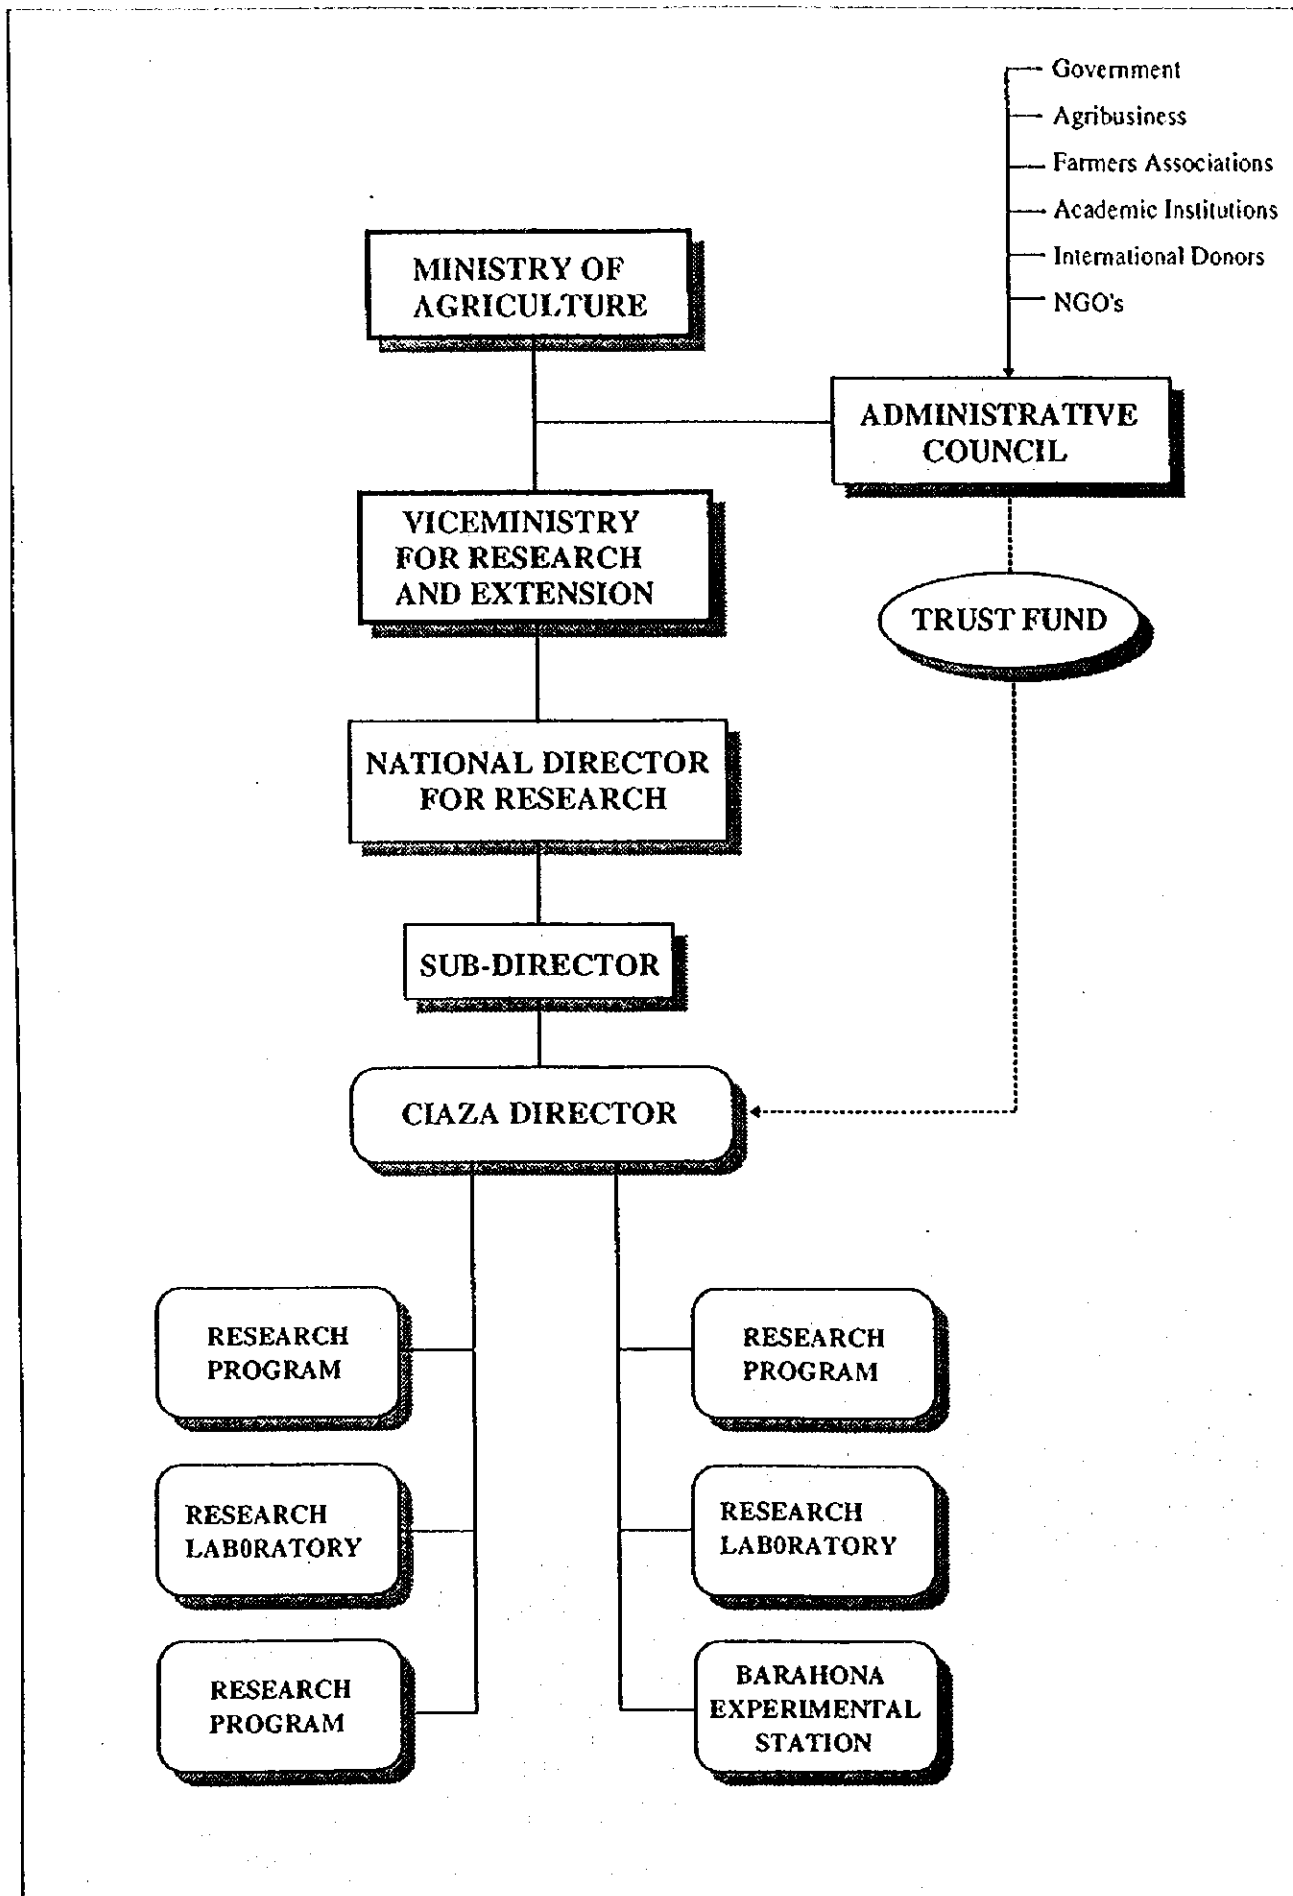 Government
Agribusiness
Farmers Associations
Academic Institutions
International Donors
NGO's
MINISTRY OF
AGRICULTURE
ADMINISTRATIVE
COUNCIL
VICEMINISTRY
FOR RESEARCH
AND EXTENSION
TRUST FUND
NATIONAL DIRECTOR
FOR RESEARCH
SUB-DIRECTOR
CIAZA DIRECTOR
RESEARCH
PROGRAM
RESEARCH
PROGRAM
RESEARCH
LABORATORY
RESEARCH
LABORATORY
RESEARCH
PROGRAM
BARAHONA
EXPERIMENTAL
STATION